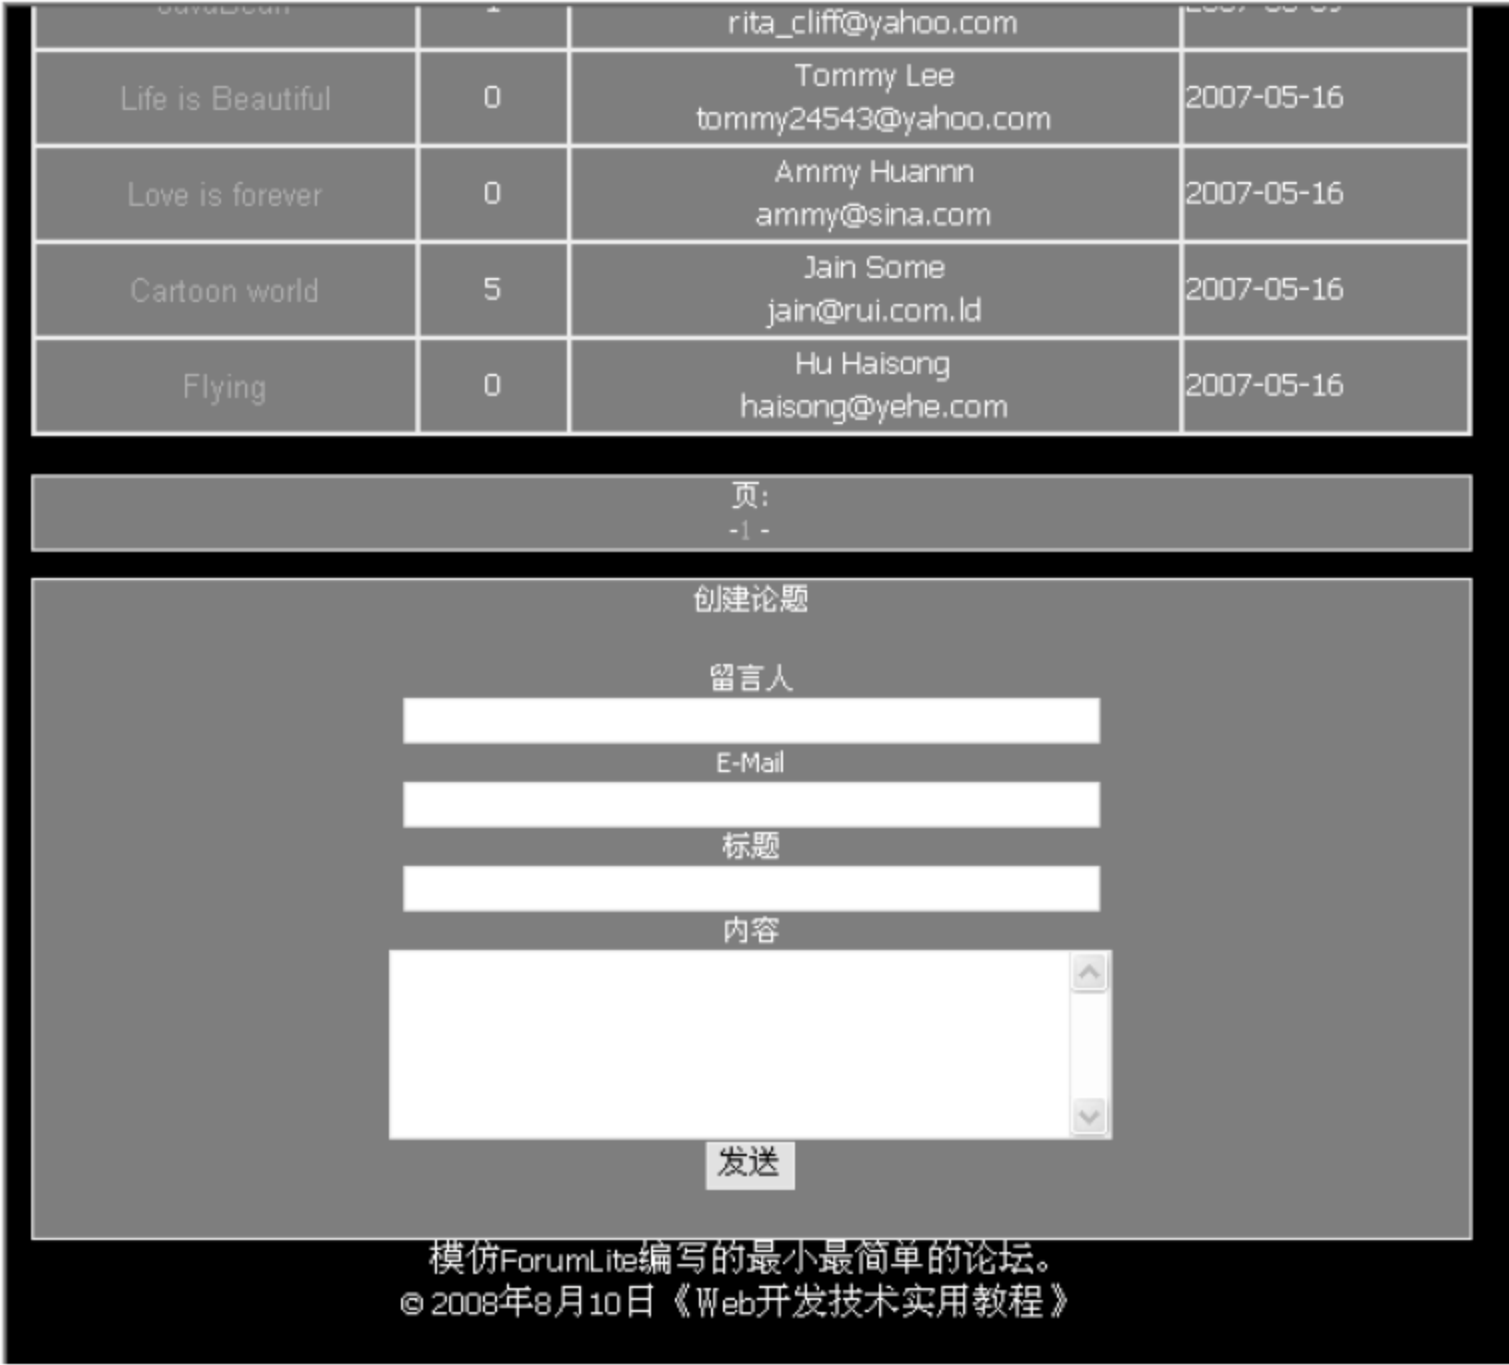 rita_cliff@yahoo.com
Life is Beautiful
0
Tommy Lee
tommy24543@yahoo.com
2007-05-16
Love is forever
0
Ammy Huannn
ammy@sina.com
2007-05-16
Cartoon world
5
Jain Some
jain@rui.com.ld
2007-05-16
Flying
0
Hu Haisong
haisong@yehe.com
2007-05-16
页:
-1 -
创建论题
留言人
E-Mail
标题
内容
发送
模仿ForumLite编写的最小最简单的论坛。
© 2008年8月10日《Web开发技术实用教程》